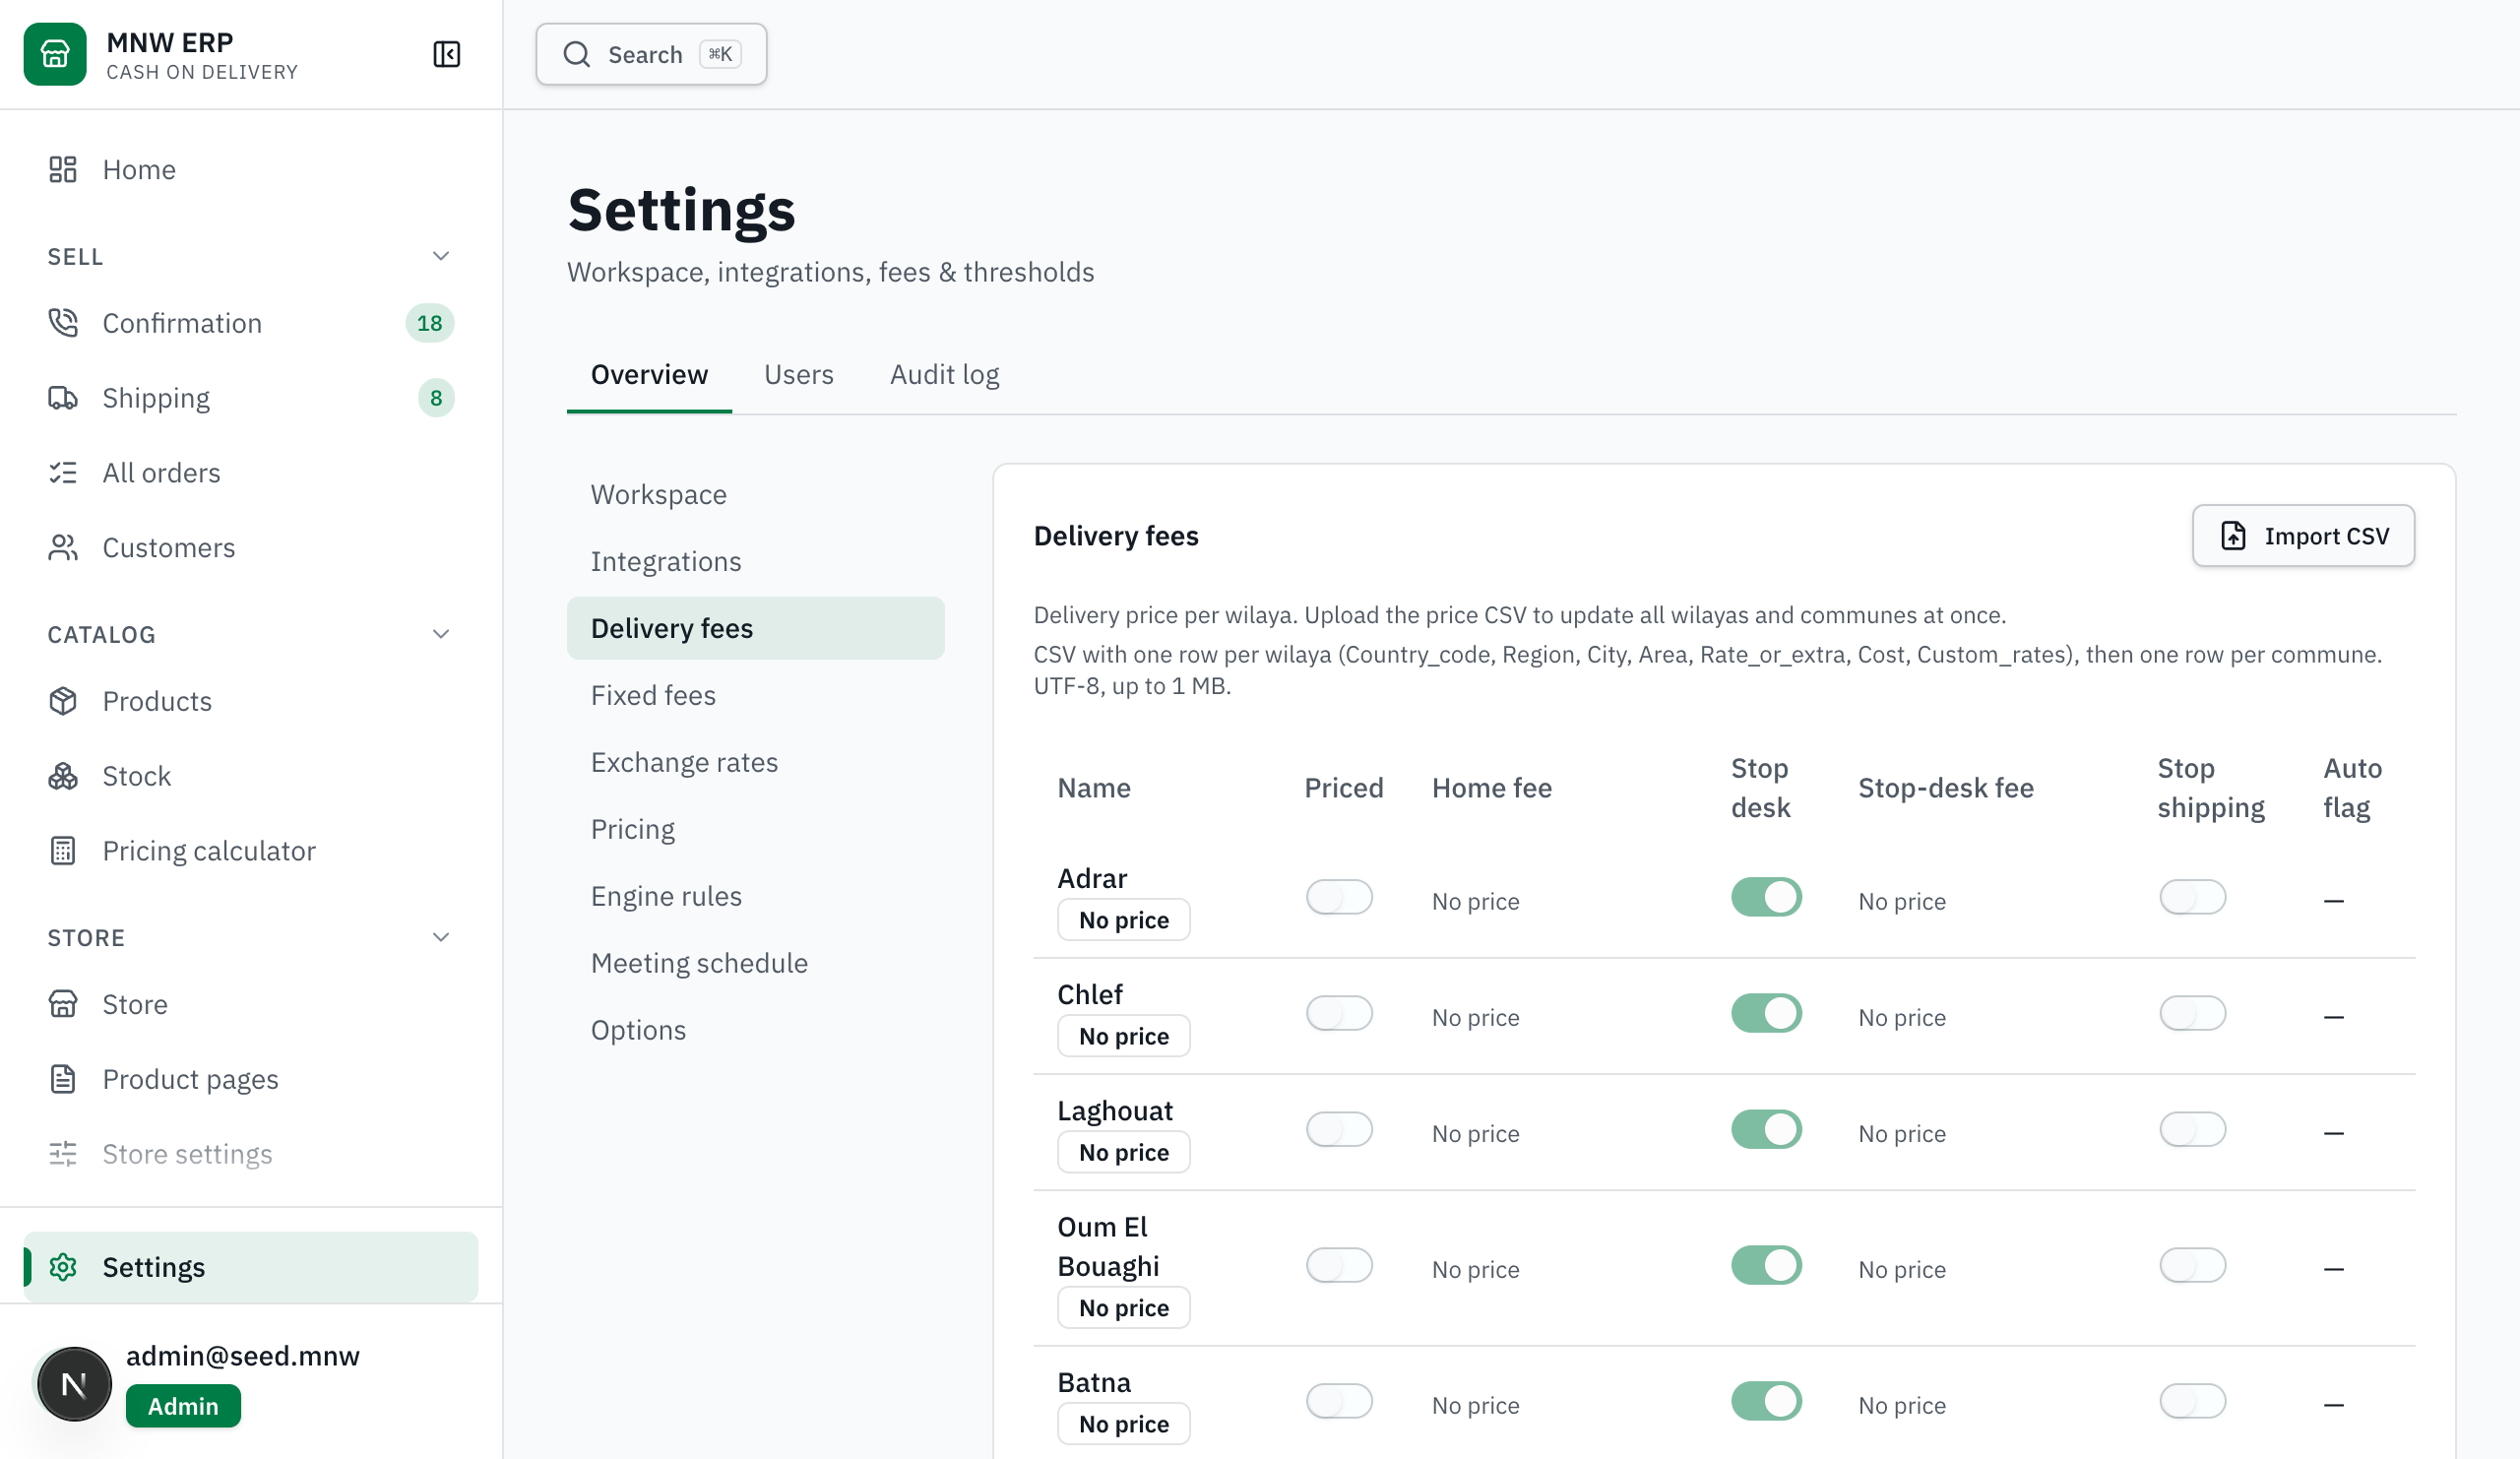 MNW ERP
CASH ON DELIVERY
Search ⌘K
Home
SELL
Confirmation 18
Shipping 8
All orders
Customers
CATALOG
Products
Stock
Pricing calculator
STORE
Store
Product pages
Store settings
Settings
N
admin@seed.mnw
Admin
Settings
Workspace, integrations, fees & thresholds
Overview Users Audit log
Workspace
Integrations
Delivery fees
Fixed fees
Exchange rates
Pricing
Engine rules
Meeting schedule
Options
Delivery fees
Import CSV
Delivery price per wilaya. Upload the price CSV to update all wilayas and communes at once.
CSV with one row per wilaya (Country_code, Region, City, Area, Rate_or_extra, Cost, Custom_rates), then one row per commune.
UTF-8, up to 1 MB.
Name Priced Home fee Stop desk Stop-desk fee Stop shipping Auto flag
Adrar
No price No price No price —
Chlef
No price No price No price —
Laghouat
No price No price No price —
Oum El
Bouaghi
No price No price No price —
Batna
No price No price No price —